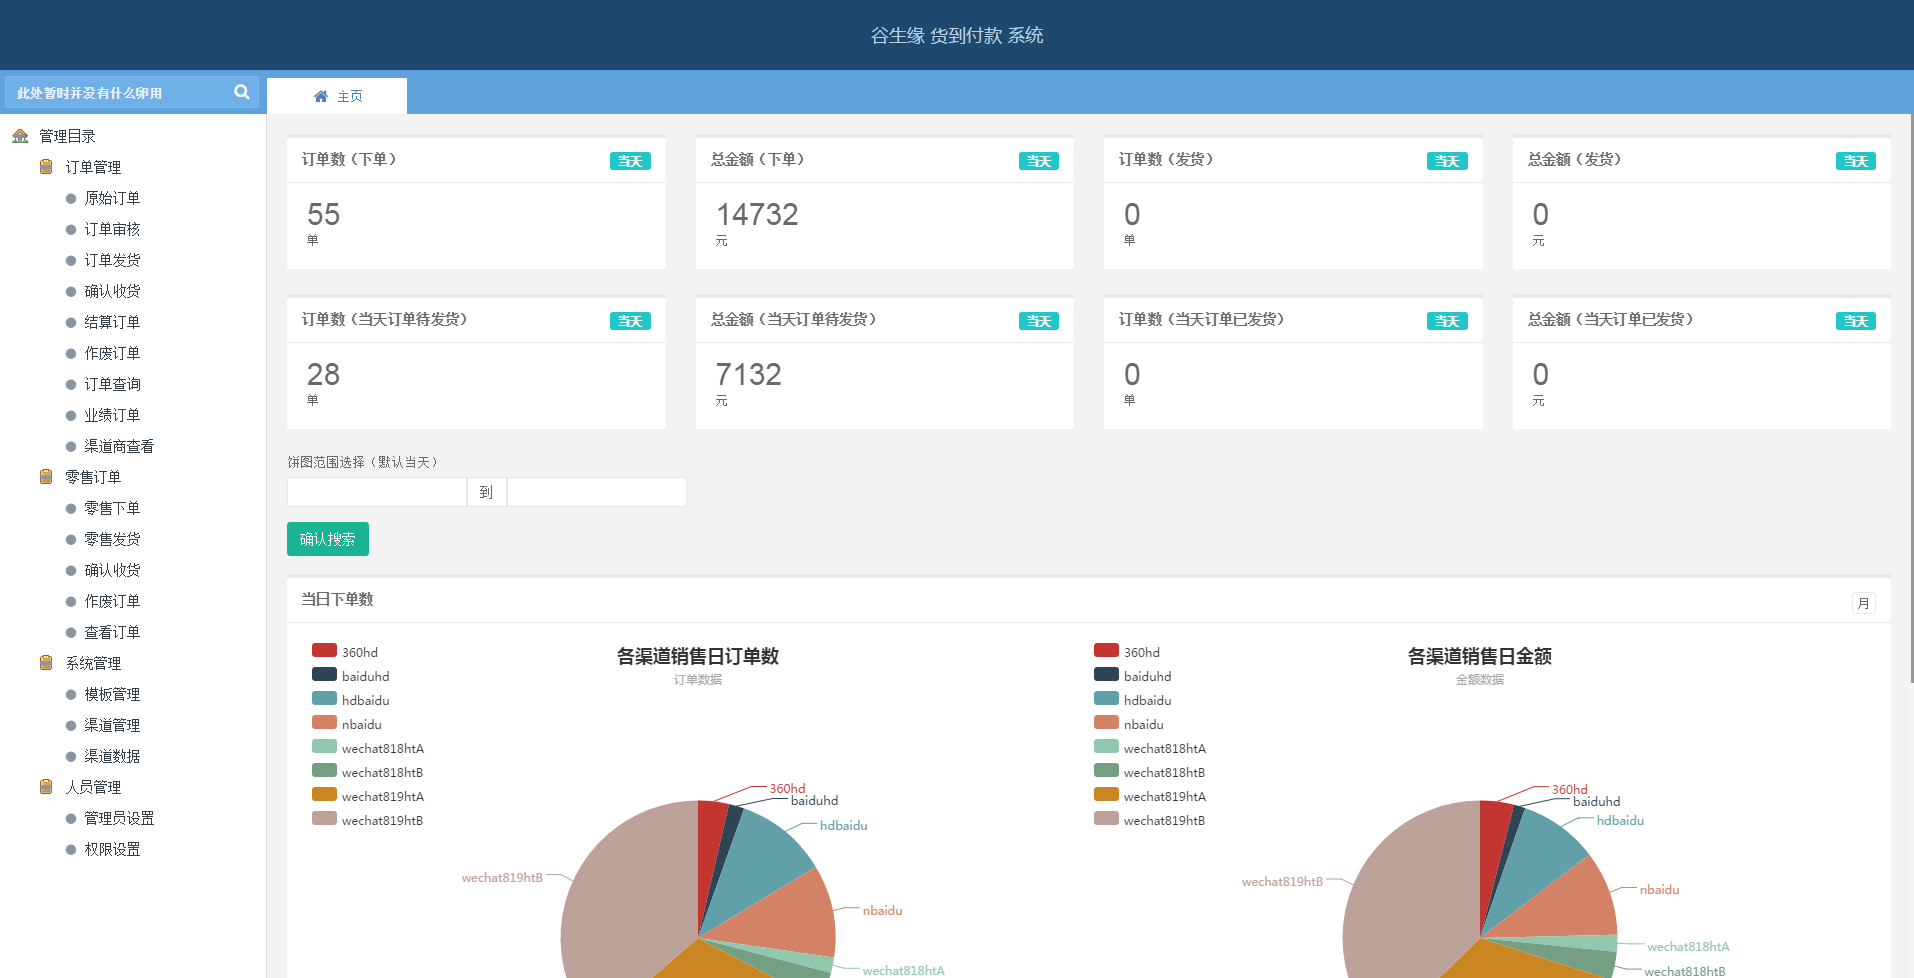 谷生缘 货到付款 系统
此处暂时并没有什么卵用
主页
管理目录
订单管理
原始订单
订单审核
订单发货
确认收货
结算订单
作废订单
订单查询
业绩订单
渠道商查看
零售订单
零售下单
零售发货
确认收货
作废订单
查看订单
系统管理
模板管理
渠道管理
渠道数据
人员管理
管理员设置
权限设置
订单数（下单） 当天
55
单
总金额（下单） 当天
14732
元
订单数（发货） 当天
0
单
总金额（发货） 当天
0
元
订单数（当天订单待发货） 当天
28
单
总金额（当天订单待发货） 当天
7132
元
订单数（当天订单已发货） 当天
0
单
总金额（当天订单已发货） 当天
0
元
饼图范围选择（默认当天）
到
确认搜索
当日下单数
月
360hd
baiduhd
hdbaidu
nbaidu
wechat818htA
wechat818htB
wechat819htA
wechat819htB
各渠道销售日订单数
订单数据
360hd
baiduhd
hdbaidu
wechat819htB
nbaidu
wechat818htA
360hd
baiduhd
hdbaidu
nbaidu
wechat818htA
wechat818htB
wechat819htA
wechat819htB
各渠道销售日金额
金额数据
360hd
baiduhd
hdbaidu
wechat819htB
nbaidu
wechat818htA
wechat818htB